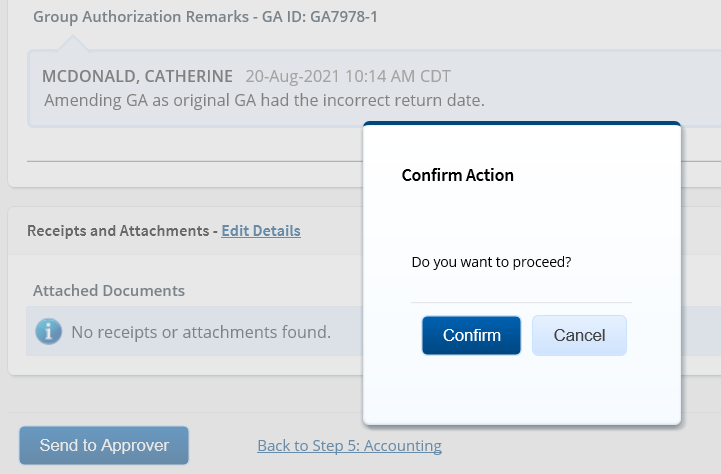 Group Authorization Remarks - GA ID: GA7978-1
MCDONALD, CATHERINE 20-Aug-2021 10:14 AM CDT
Amending GA as original GA had the incorrect return date.
Confirm Action
Do you want to proceed?
Confirm Cancel
Receipts and Attachments - Edit Details
Attached Documents
No receipts or attachments found.
Send to Approver Back to Step 5: Accounting